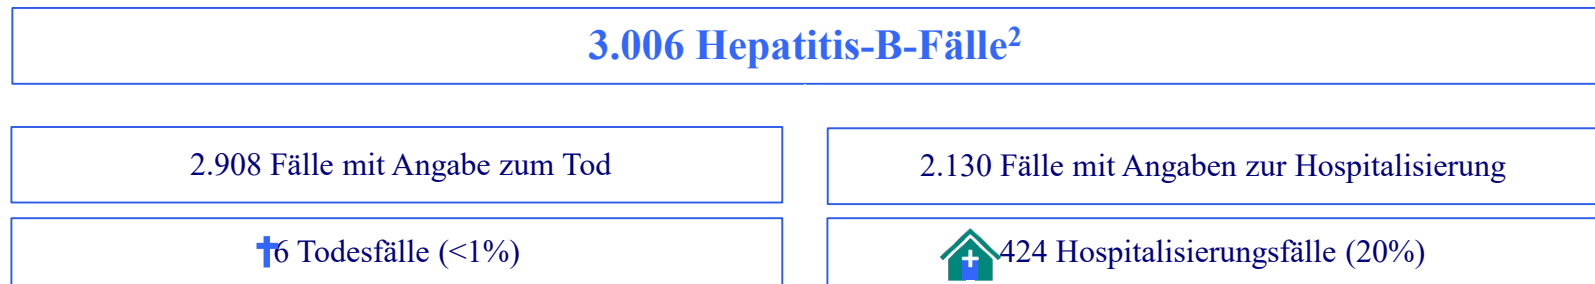 3.006 Hepatitis-B-Fälle²
2.908 Fälle mit Angabe zum Tod
2.130 Fälle mit Angaben zur Hospitalisierung
6 Todesfälle (<1%)
424 Hospitalisierungsfälle (20%)